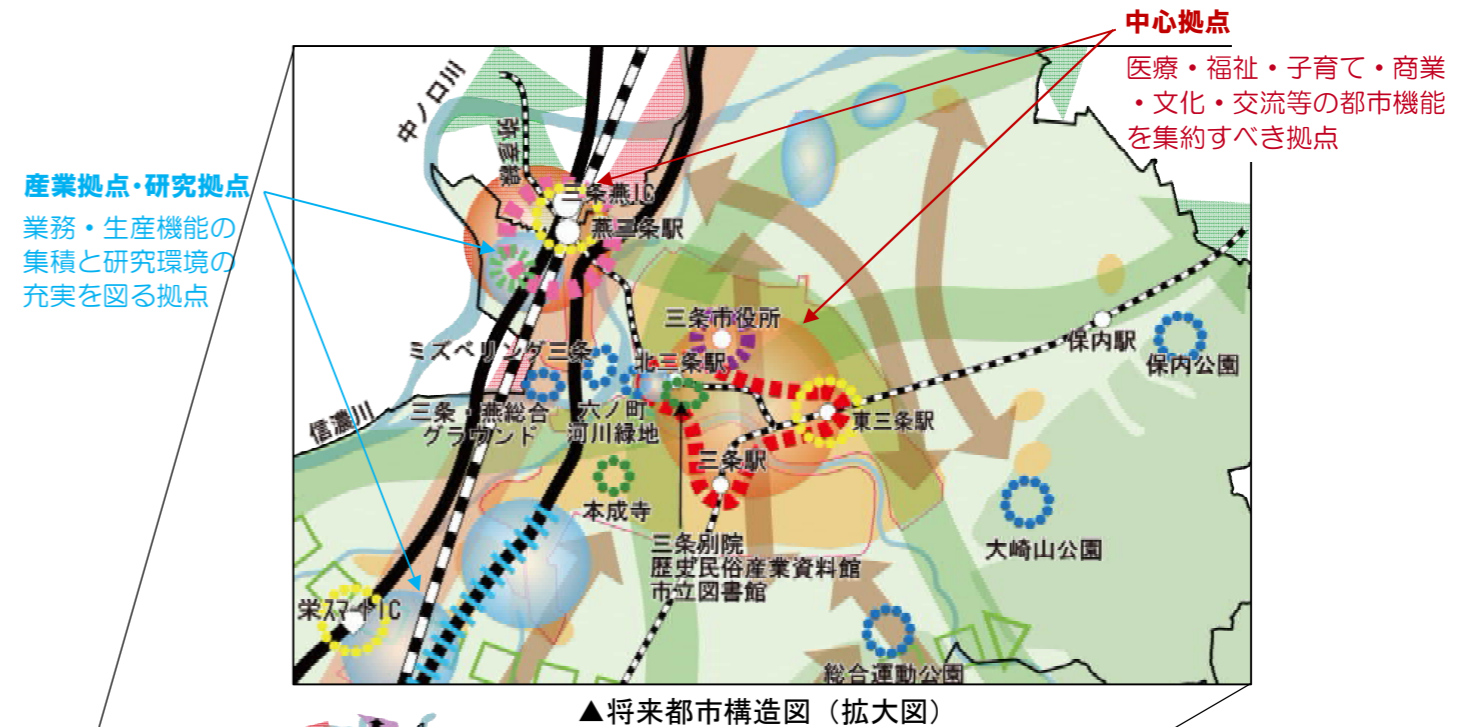 中心拠点
医療・福祉・子育て・商業
・文化・交流等の都市機能
を集約すべき拠点
産業拠点・研究拠点
業務・生産機能の
集積と研究環境の
充実を図る拠点
中ノ口川
弥彦線
三条燕IC
燕三条駅
三条市役所
保内駅
保内公園
ミズベリング三条
北三条駅
信濃川
三条・燕総合
グラウンド
六ノ町
河川緑地
東三条駅
三条駅
本成寺
大崎山公園
三条別院
歴史民俗産業資料館
市立図書館
栄スマートIC
総合運動公園
▲将来都市構造図（拡大図）